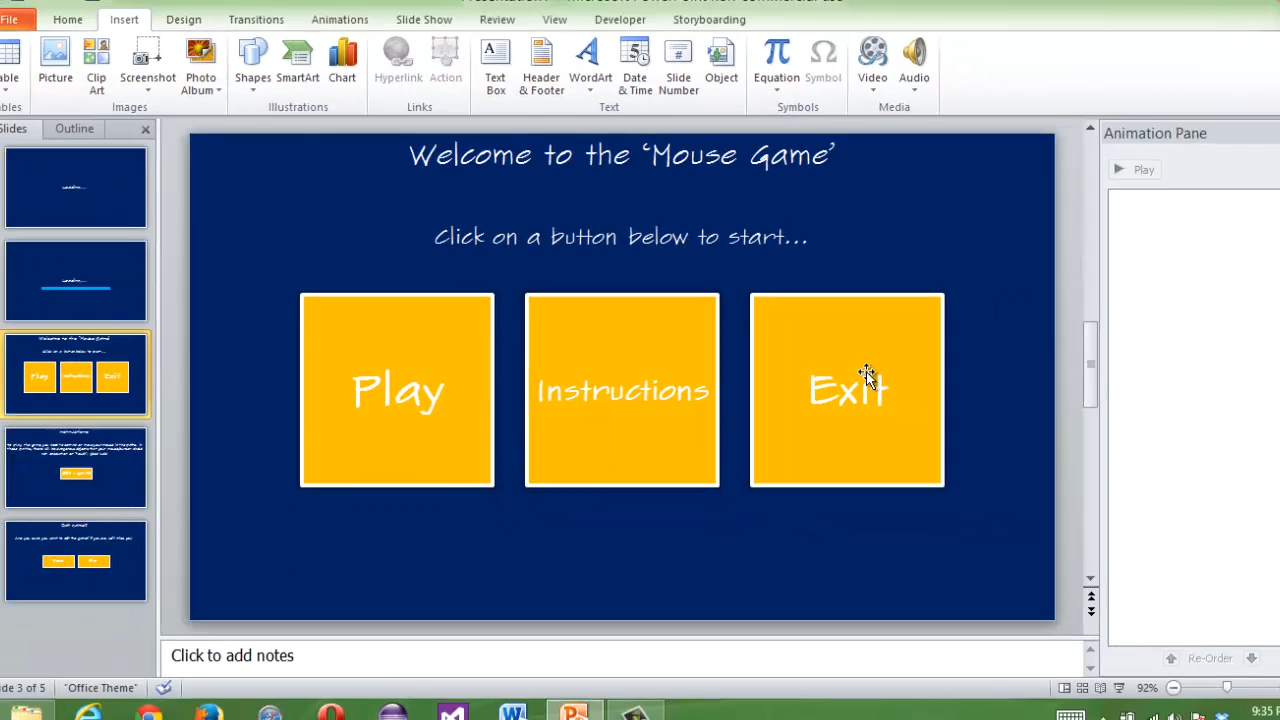 File Home Insert Design Transitions Animations Slide Show Review View Developer Storyboarding
Picture Clip Art Screenshot Photo Album Shapes SmartArt Chart Hyperlink Action Text Box Header & Footer WordArt Date & Time Slide Number Object Equation Symbol Video Audio
Images Illustrations Links Text Symbols Media
Slides Outline
Animation Pane
Play
Welcome to the ‘Mouse Game’
Click on a button below to start...
Play
Instructions
Exit
Click to add notes
Re-Order
"Office Theme"
92%
9:35